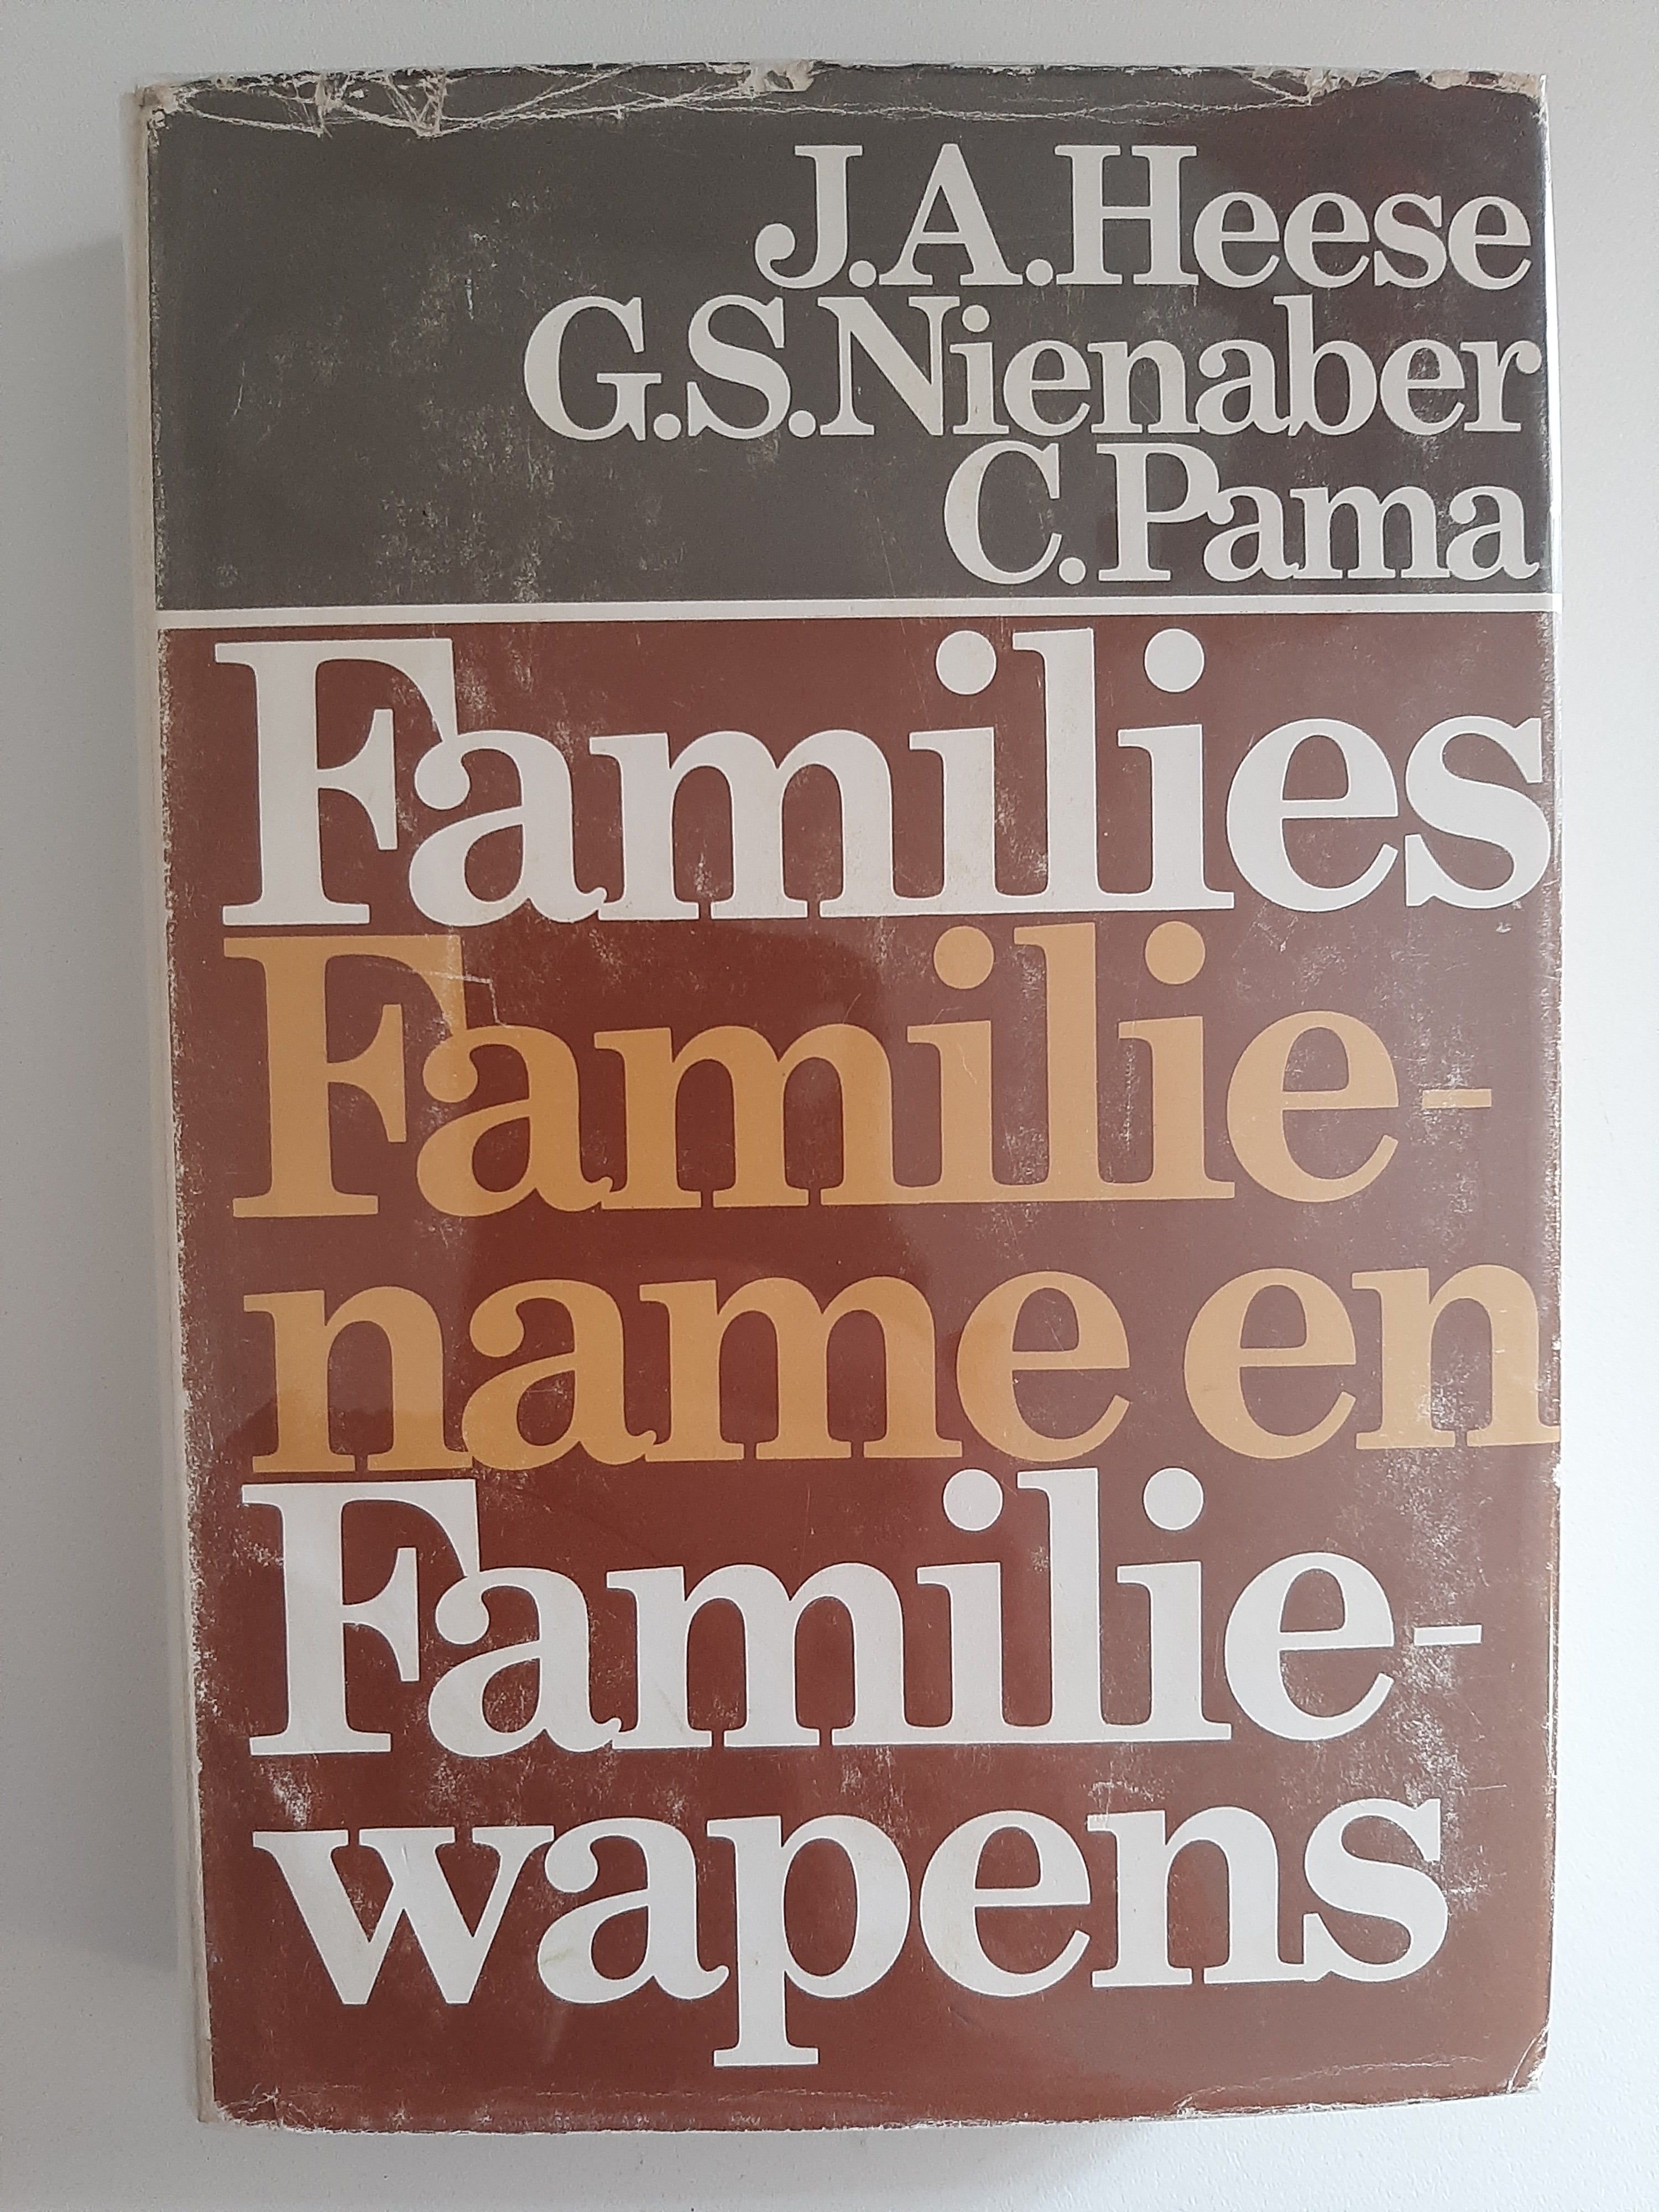 J.A.Heese
G.S.Nienaber
C.Pama
Families
Familie-
name en
Familie-
wapens